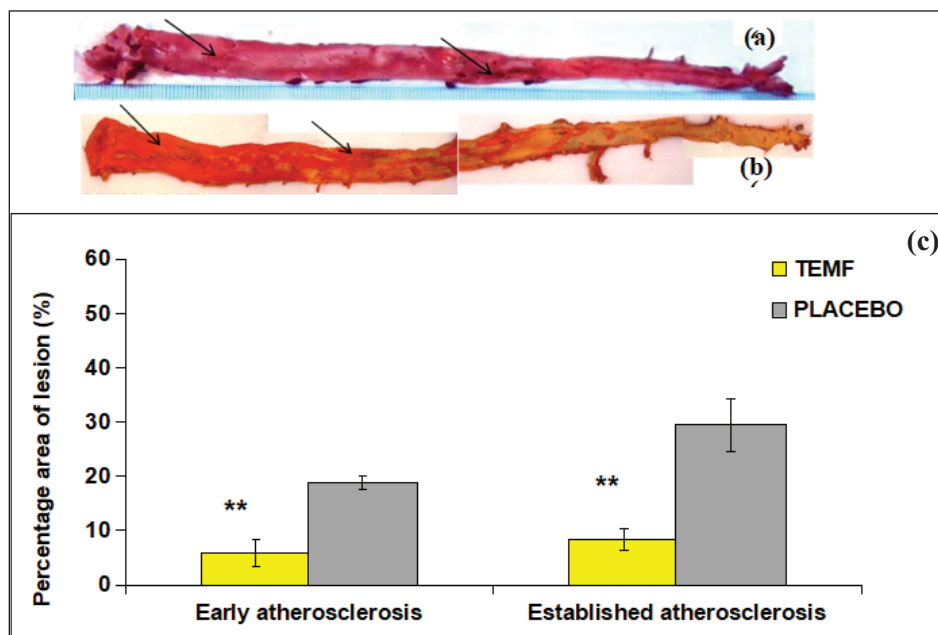 (a)
(b)
(c)
Percentage area of lesion (%)
60
50
40
30
20
10
0
TEMF
PLACEBO
**
**
Early atherosclerosis
Established atherosclerosis